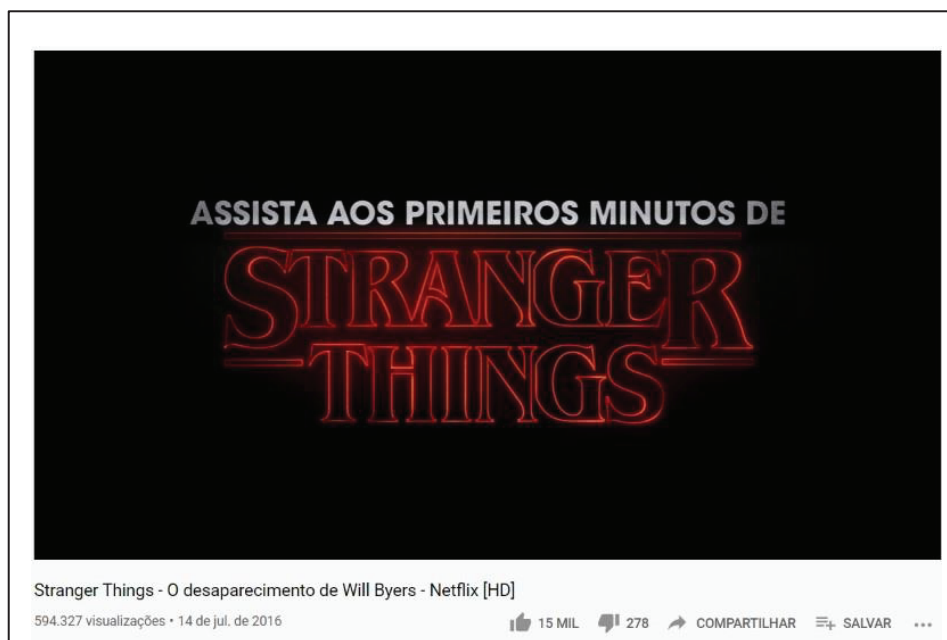 ASSISTA AOS PRIMEIROS MINUTOS DE
STRANGER
THINGS
Stranger Things - O desaparecimento de Will Byers - Netflix [HD]
594.327 visualizações • 14 de jul. de 2016 15 MIL 278 COMPARTILHAR SALVAR